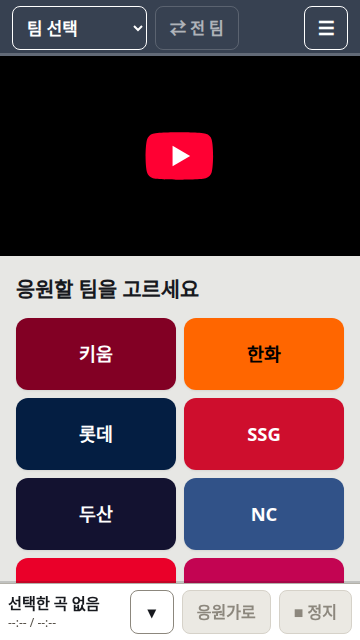 팀 선택
⇄ 전 팀
☰
응원할 팀을 고르세요
키움
한화
롯데
SSG
두산
NC
선택한 곡 없음
--:-- / --:--
▼
응원가로
■ 정지